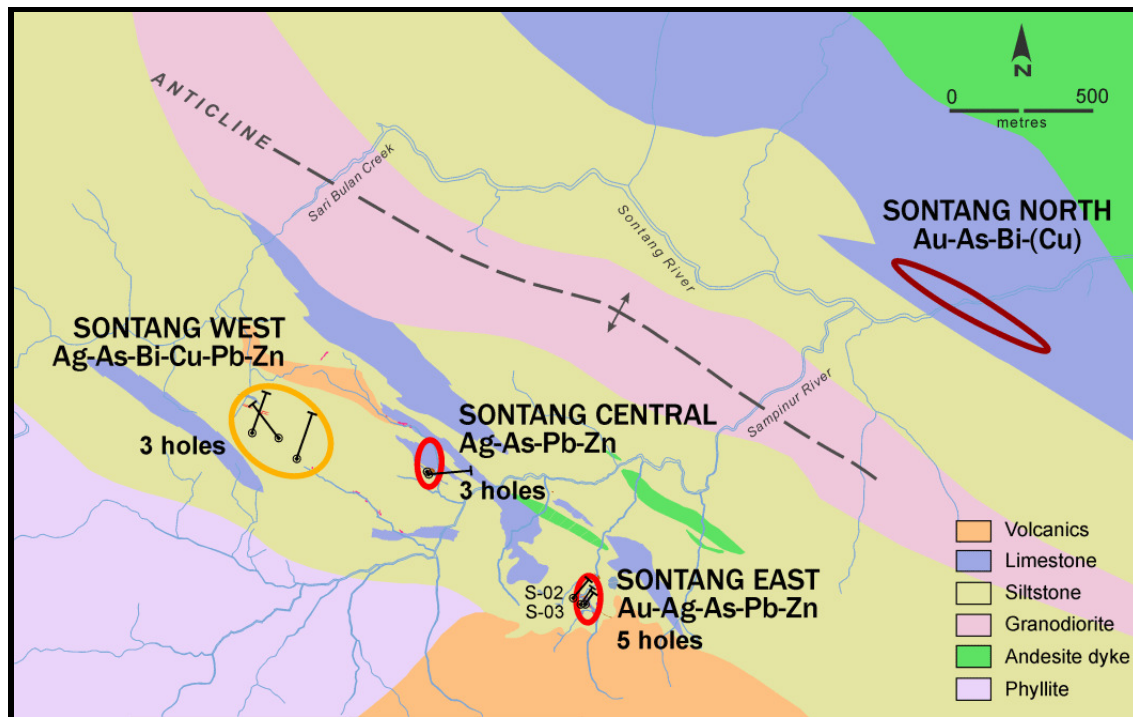 ANTICLINE
N
0 500
metres
Sari Bulan Creek
Sontang River
SONTANG NORTH
Au-As-Bi-(Cu)
SONTANG WEST
Ag-As-Bi-Cu-Pb-Zn
3 holes
SONTANG CENTRAL
Ag-As-Pb-Zn
3 holes
Sampinur River
S-02
S-03
SONTANG EAST
Au-Ag-As-Pb-Zn
5 holes
Volcanics
Limestone
Siltstone
Granodiorite
Andesite dyke
Phyllite